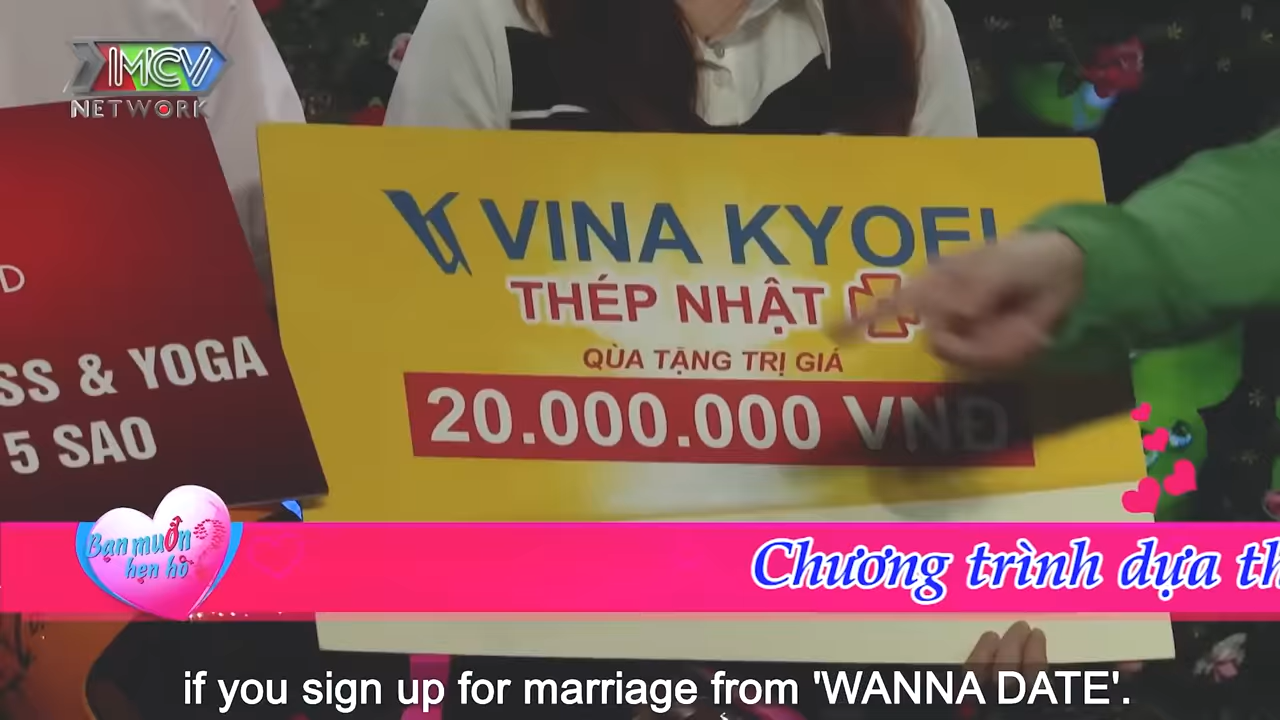 MCV
NETWORK
VINA KYOEI
THÉP NHẬT
QÙA TẶNG TRỊ GIÁ
20.000.000 VNĐ
D
SS & YOGA
5 SAO
Bạn muốn
hẹn hò
Chương trình dựa th
if you sign up for marriage from 'WANNA DATE'.